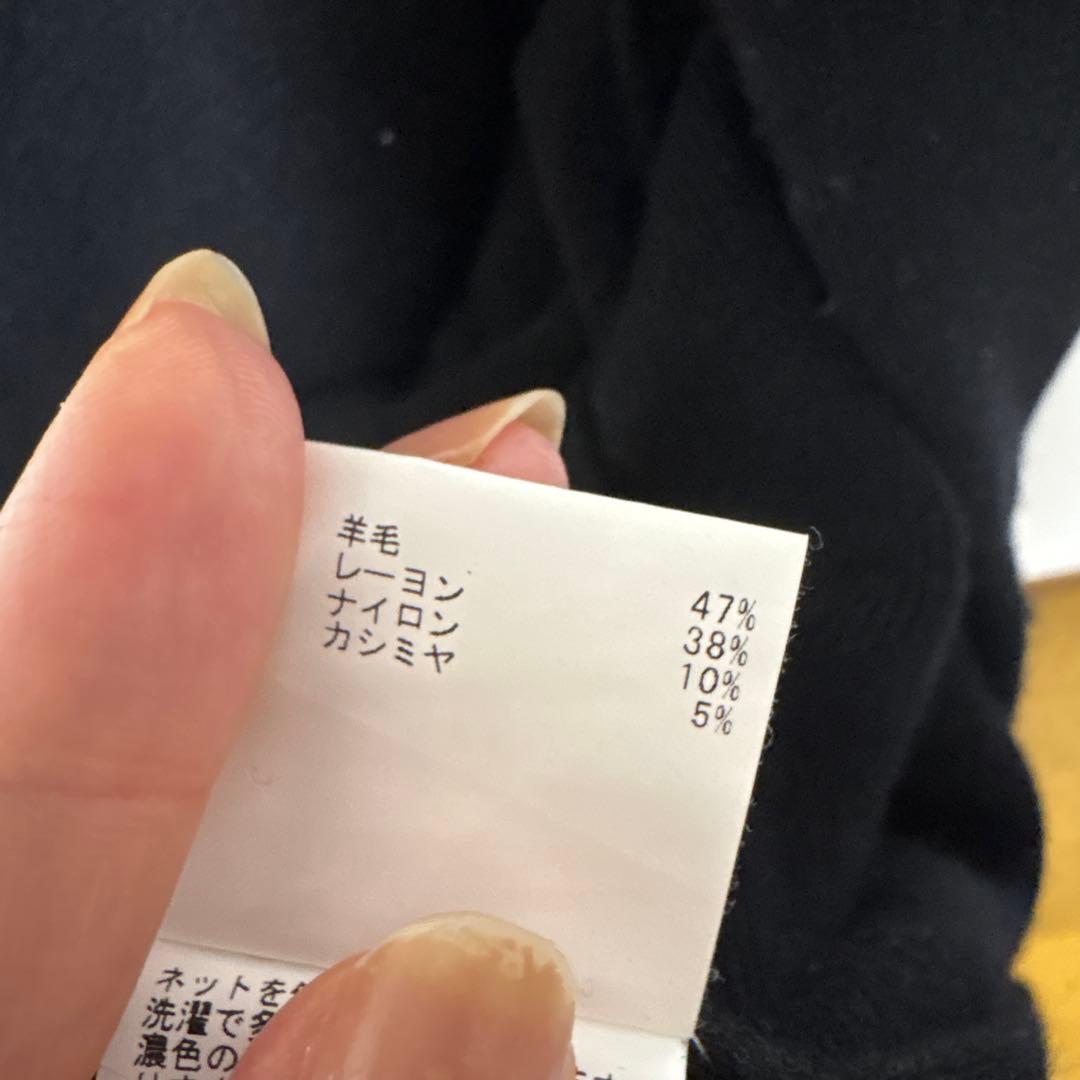 羊毛 47%
レーヨン 38%
ナイロン 10%
カシミヤ 5%
ネットを
洗濯で
濃色の